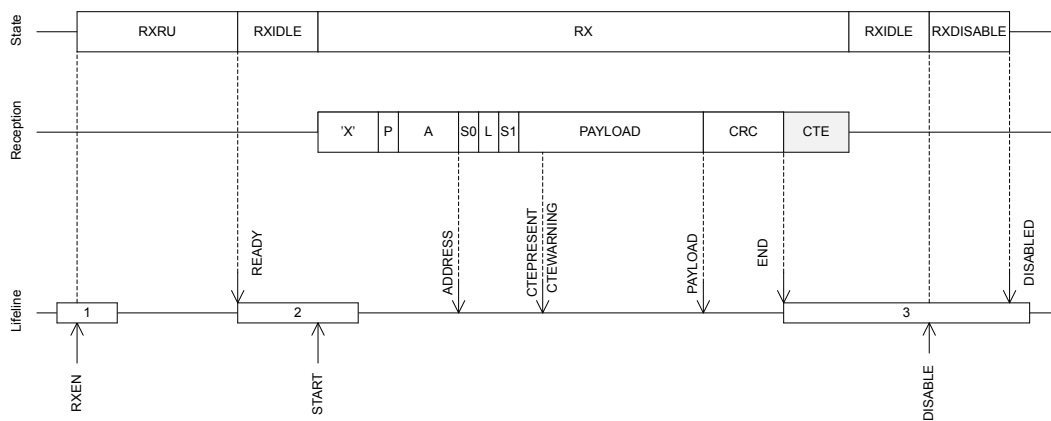 State
RXRU
RXIDLE
RX
RXIDLE
RXDISABLE
Reception
’X’
P
A
S0
L
S1
PAYLOAD
CRC
CTE
READY
ADDRESS
CTEPRESENT
CTEWARNING
PAYLOAD
END
DISABLED
Lifeline
1
2
3
RXEN
START
DISABLE